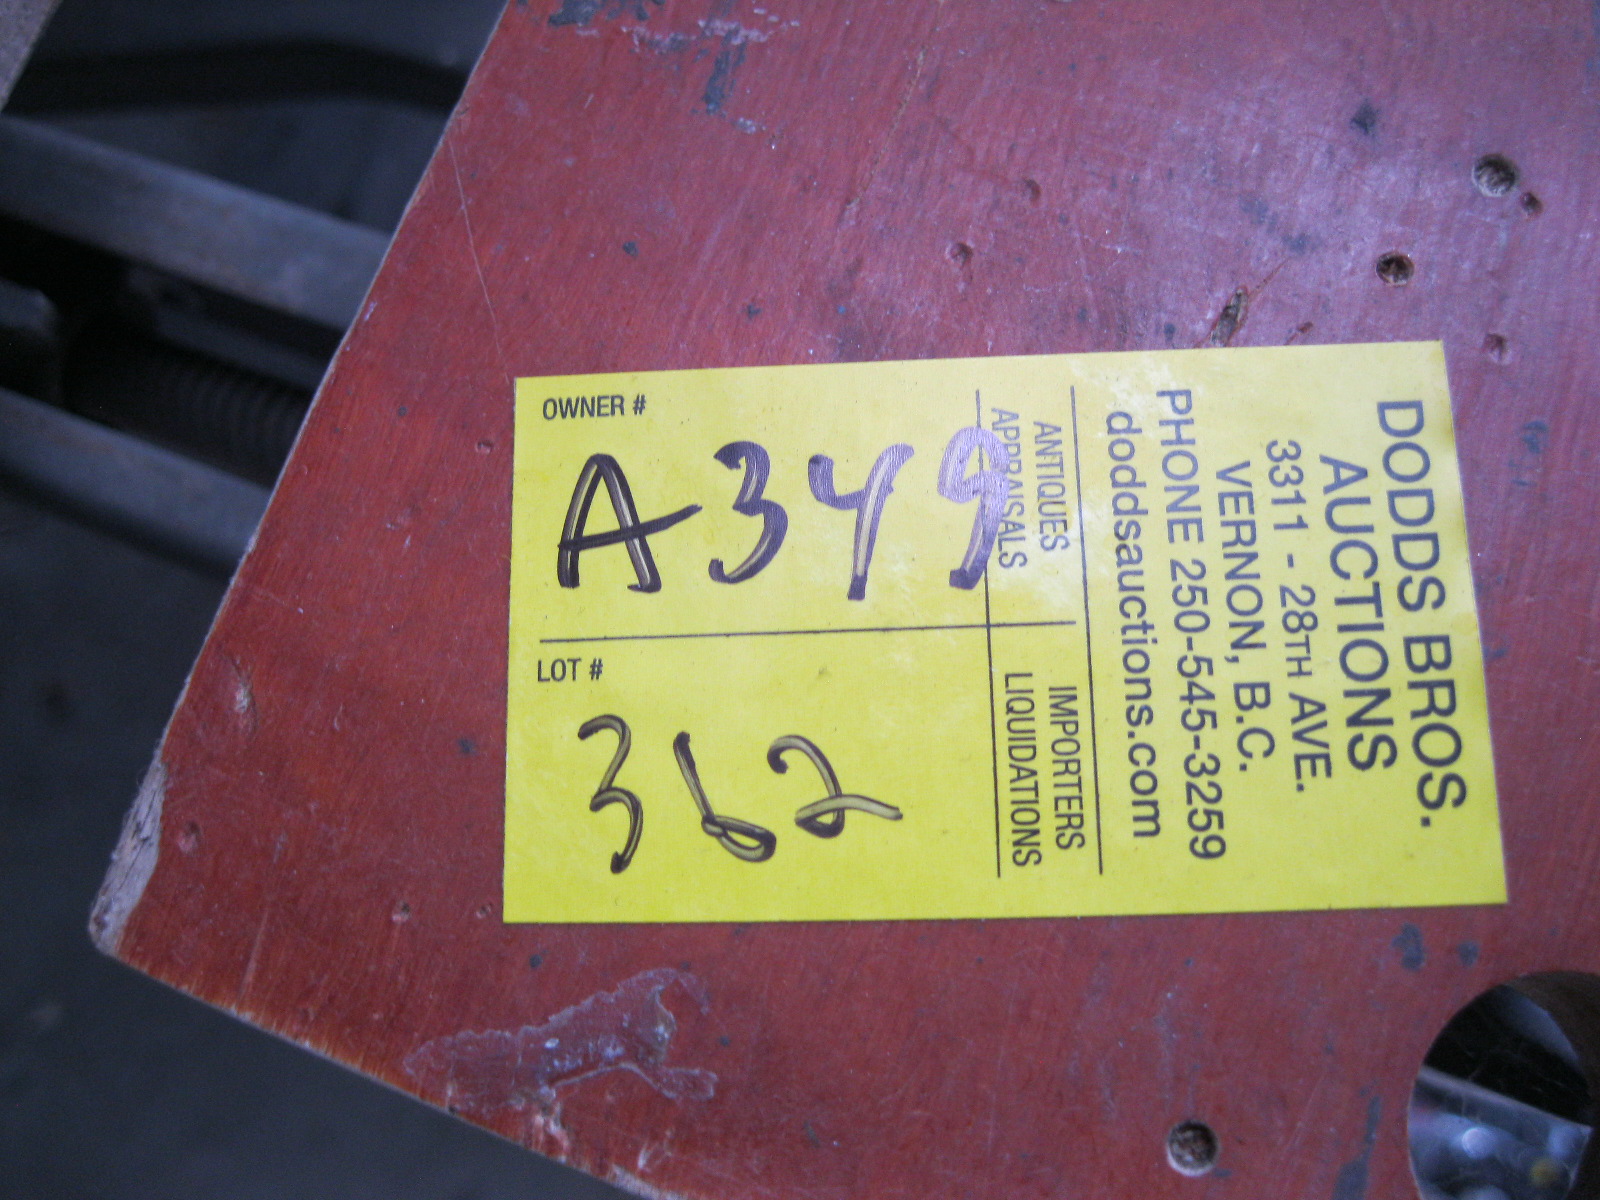 DODDS BROS.
AUCTIONS
3311 - 28TH AVE.
VERNON, B.C.
PHONE 250-545-3259
doddsauctions.com
ANTIQUES
APPRAISALS
IMPORTERS
LIQUIDATIONS
OWNER #
A349
LOT #
362